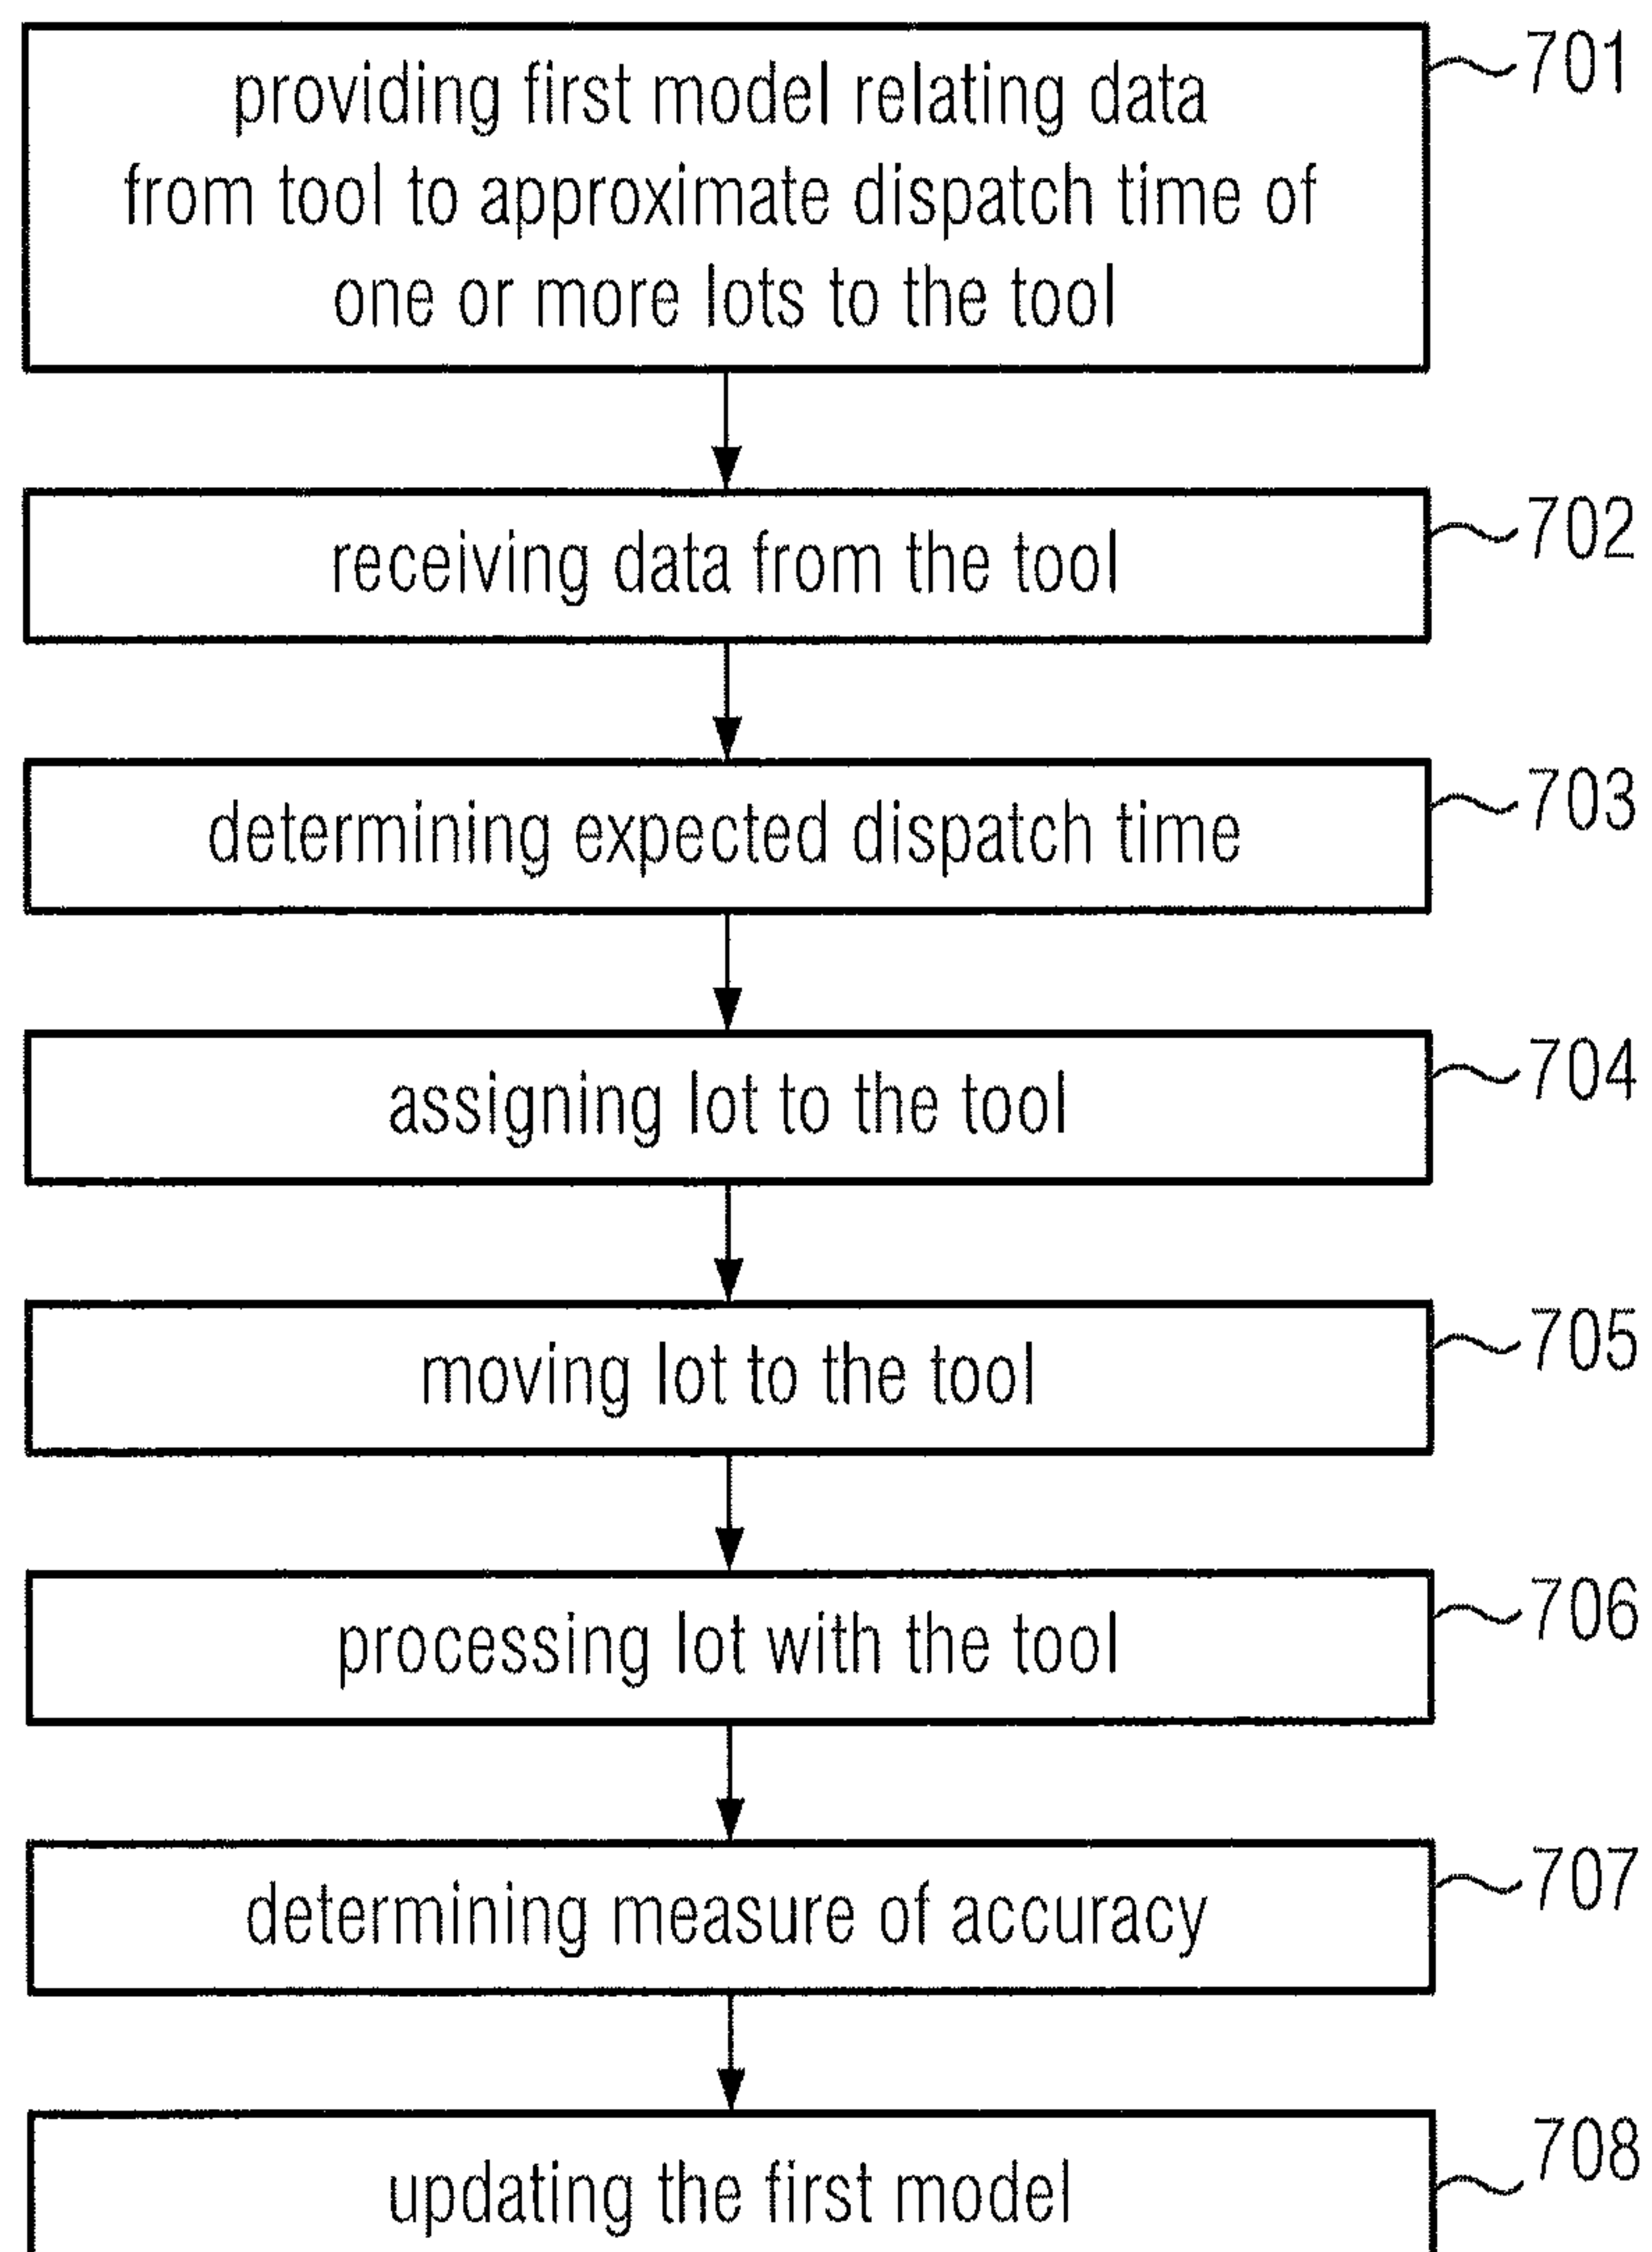 providing first model relating data
from tool to approximate dispatch time of
one or more lots to the tool
701
receiving data from the tool
702
determining expected dispatch time
703
assigning lot to the tool
704
moving lot to the tool
705
processing lot with the tool
706
determining measure of accuracy
707
updating the first model
708